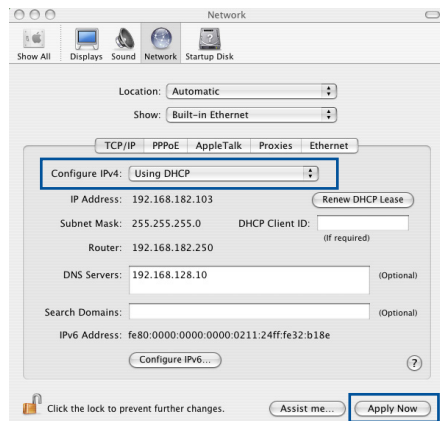 Network
Show All Displays Sound Network Startup Disk
Location: Automatic
Show: Built-in Ethernet
TCP/IP PPPoE AppleTalk Proxies Ethernet
Configure IPv4: Using DHCP
IP Address: 192.168.182.103 Renew DHCP Lease
Subnet Mask: 255.255.255.0 DHCP Client ID:
(If required)
Router: 192.168.182.250
DNS Servers: 192.168.128.10 (Optional)
Search Domains: (Optional)
IPv6 Address: fe80:0000:0000:0000:0211:24ff:fe32:b18e
Configure IPv6... ?
Click the lock to prevent further changes. Assist me... Apply Now